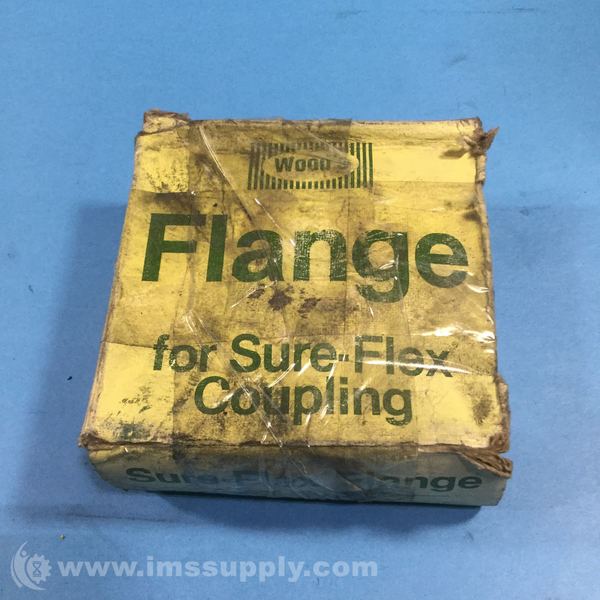 Wood's
Flange
for Sure-Flex
Coupling
Sure-Flex Flange
www.imssupply.com